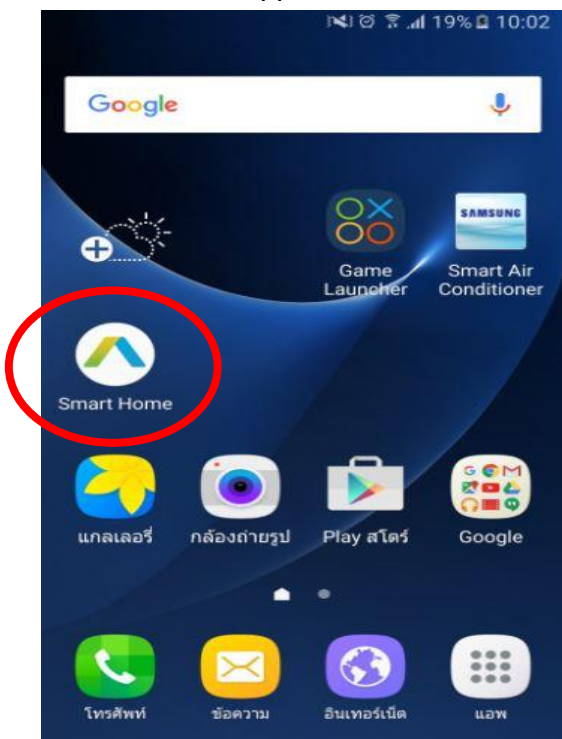 19% 10:02
Google
SAMSUNG
Game
Launcher
Smart Air
Conditioner
Smart Home
แกลเลอรี่
กล้องถ่ายรูป
Play สโตร์
Google
โทรศัพท์
ข้อความ
อินเทอร์เน็ต
แอพ